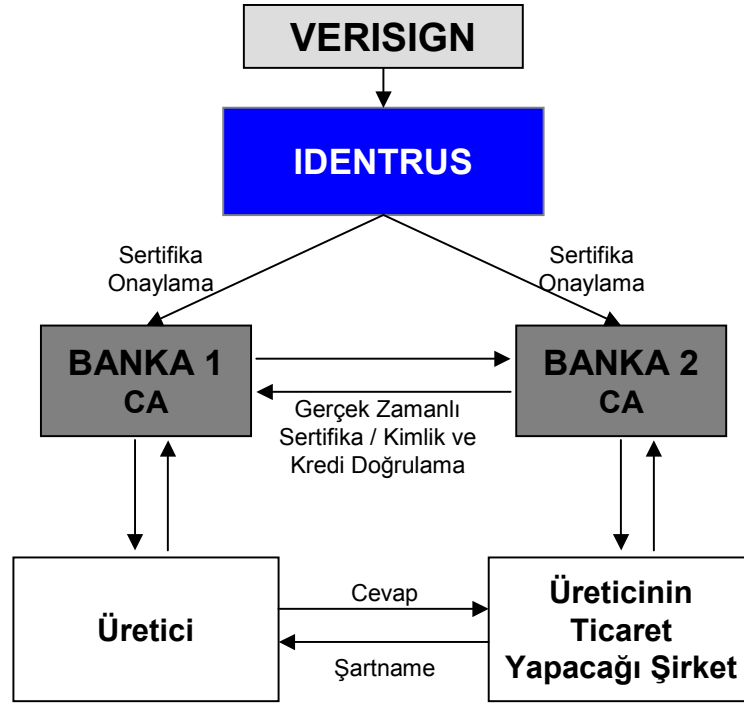 VERISIGN
IDENTRUS
Sertifika
Onaylama
Sertifika
Onaylama
BANKA 1
CA
BANKA 2
CA
Gerçek Zamanlı
Sertifika / Kimlik ve
Kredi Doğrulama
Üretici
Cevap
Şartname
Üreticinin
Ticaret
Yapacağı Şirket